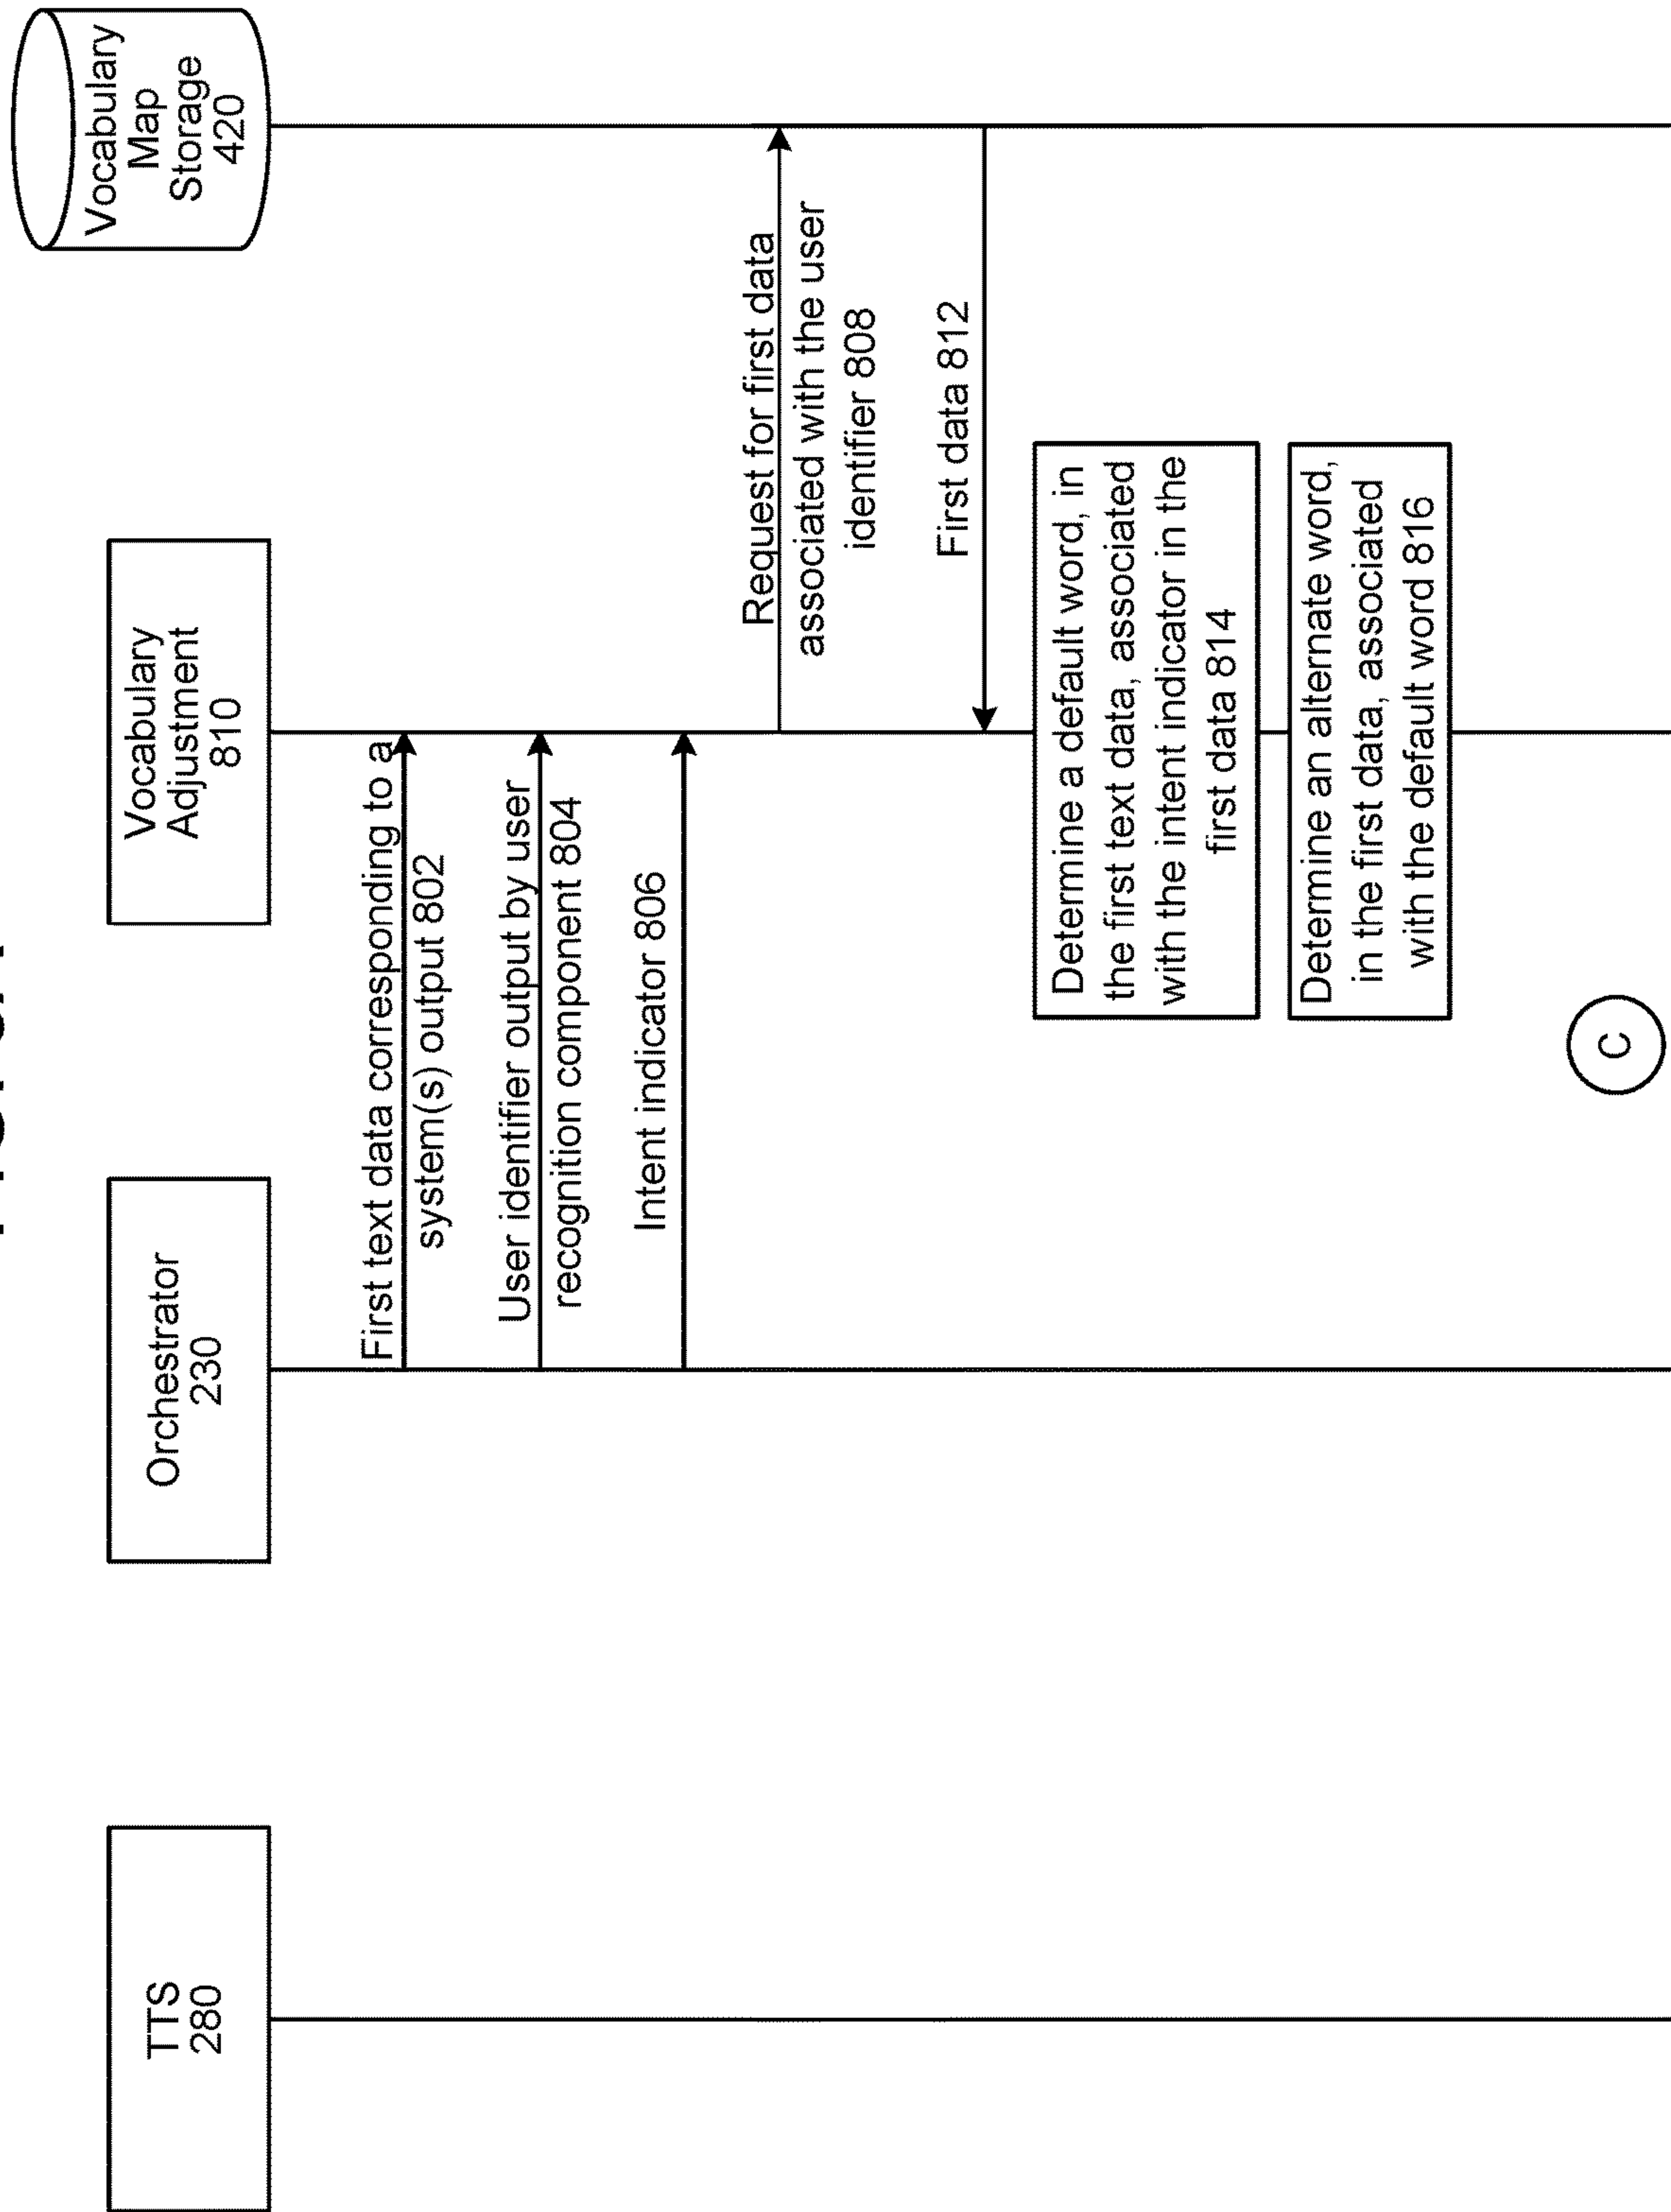 TTS
280
Orchestrator
230
Vocabulary
Adjustment
810
Vocabulary
Map
Storage
420
First text data corresponding to a
system(s) output 802
User identifier output by user
recognition component 804
Intent indicator 806
Request for first data
associated with the user
identifier 808
First data 812
Determine a default word, in
the first text data, associated
with the intent indicator in the
first data 814
Determine an alternate word,
in the first data, associated
with the default word 816
C